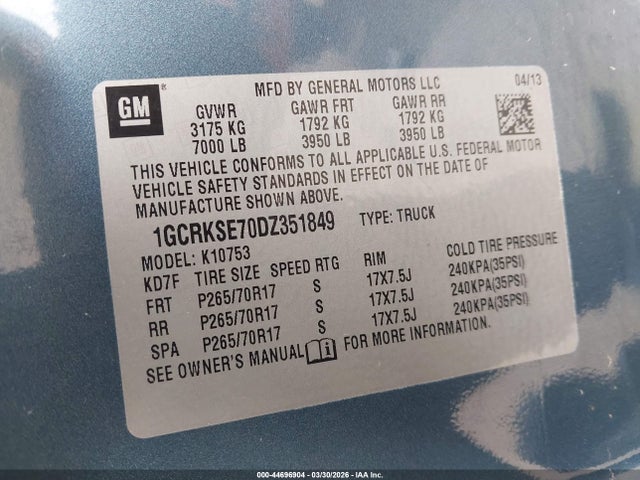 GM
®
MFD BY GENERAL MOTORS LLC 04/13
GVWR GAWR FRT GAWR RR
3175 KG 1792 KG 1792 KG
7000 LB 3950 LB 3950 LB
THIS VEHICLE CONFORMS TO ALL APPLICABLE U.S. FEDERAL MOTOR
VEHICLE SAFETY STANDARDS IN EFFECT ON THE DATE OF
MANUFACTURE SHOWN ABOVE.
1GCRKSE70DZ351849 TYPE: TRUCK
MODEL: K10753
KD7F TIRE SIZE SPEED RTG RIM COLD TIRE PRESSURE
FRT P265/70R17 S 17X7.5J 240KPA(35PSI)
RR P265/70R17 S 17X7.5J 240KPA(35PSI)
SPA P265/70R17 S 17X7.5J 240KPA(35PSI)
SEE OWNER'S MANUAL i FOR MORE INFORMATION.
000-44696904 - 03/30/2026 - IAA Inc.